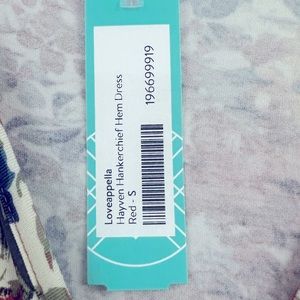 Loveappella
Hayven Hankerchief Hem Dress
Red - S
196699919